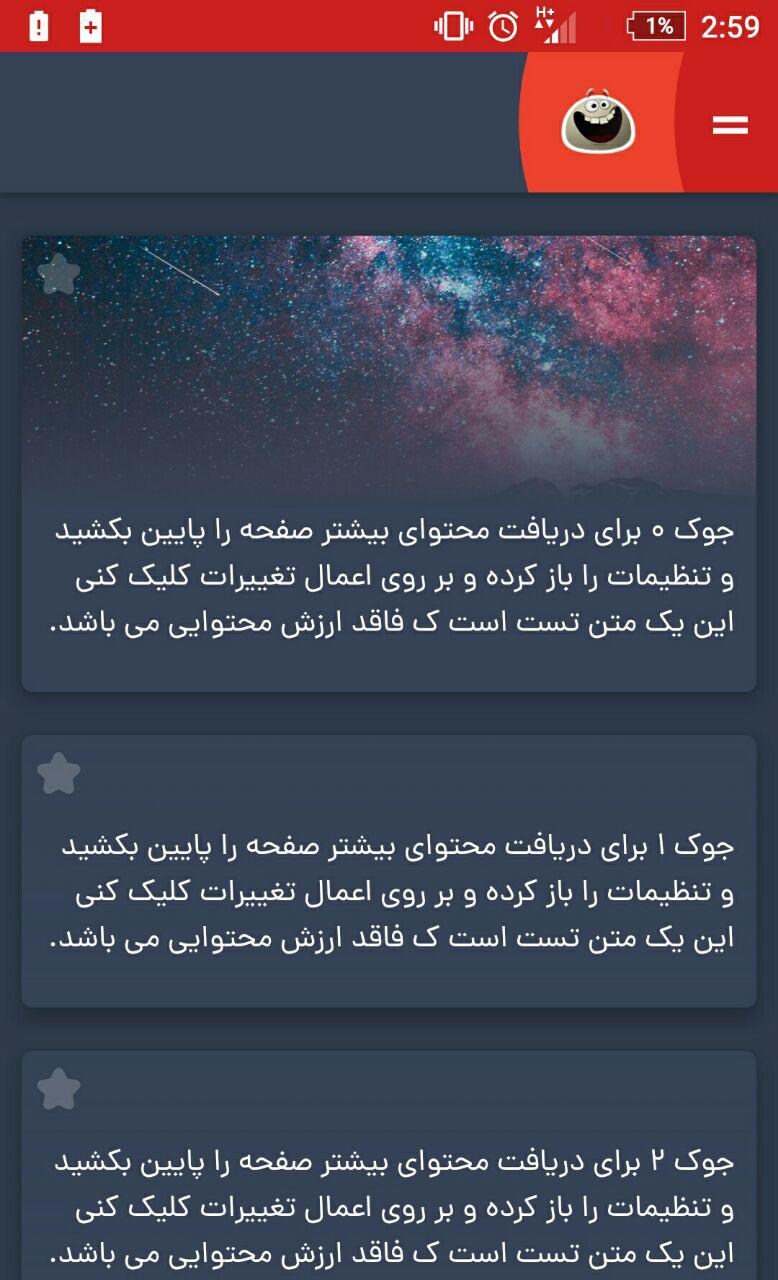 H+
1%
2:59
جوک ۰ برای دریافت محتوای بیشتر صفحه را پایین بکشید
و تنظیمات را باز کرده و بر روی اعمال تغییرات کلیک کنی
این یک متن تست است ک فاقد ارزش محتوایی می باشد.
جوک ۱ برای دریافت محتوای بیشتر صفحه را پایین بکشید
و تنظیمات را باز کرده و بر روی اعمال تغییرات کلیک کنی
این یک متن تست است ک فاقد ارزش محتوایی می باشد.
جوک ۲ برای دریافت محتوای بیشتر صفحه را پایین بکشید
و تنظیمات را باز کرده و بر روی اعمال تغییرات کلیک کنی
این یک متن تست است ک فاقد ارزش محتوایی می باشد.